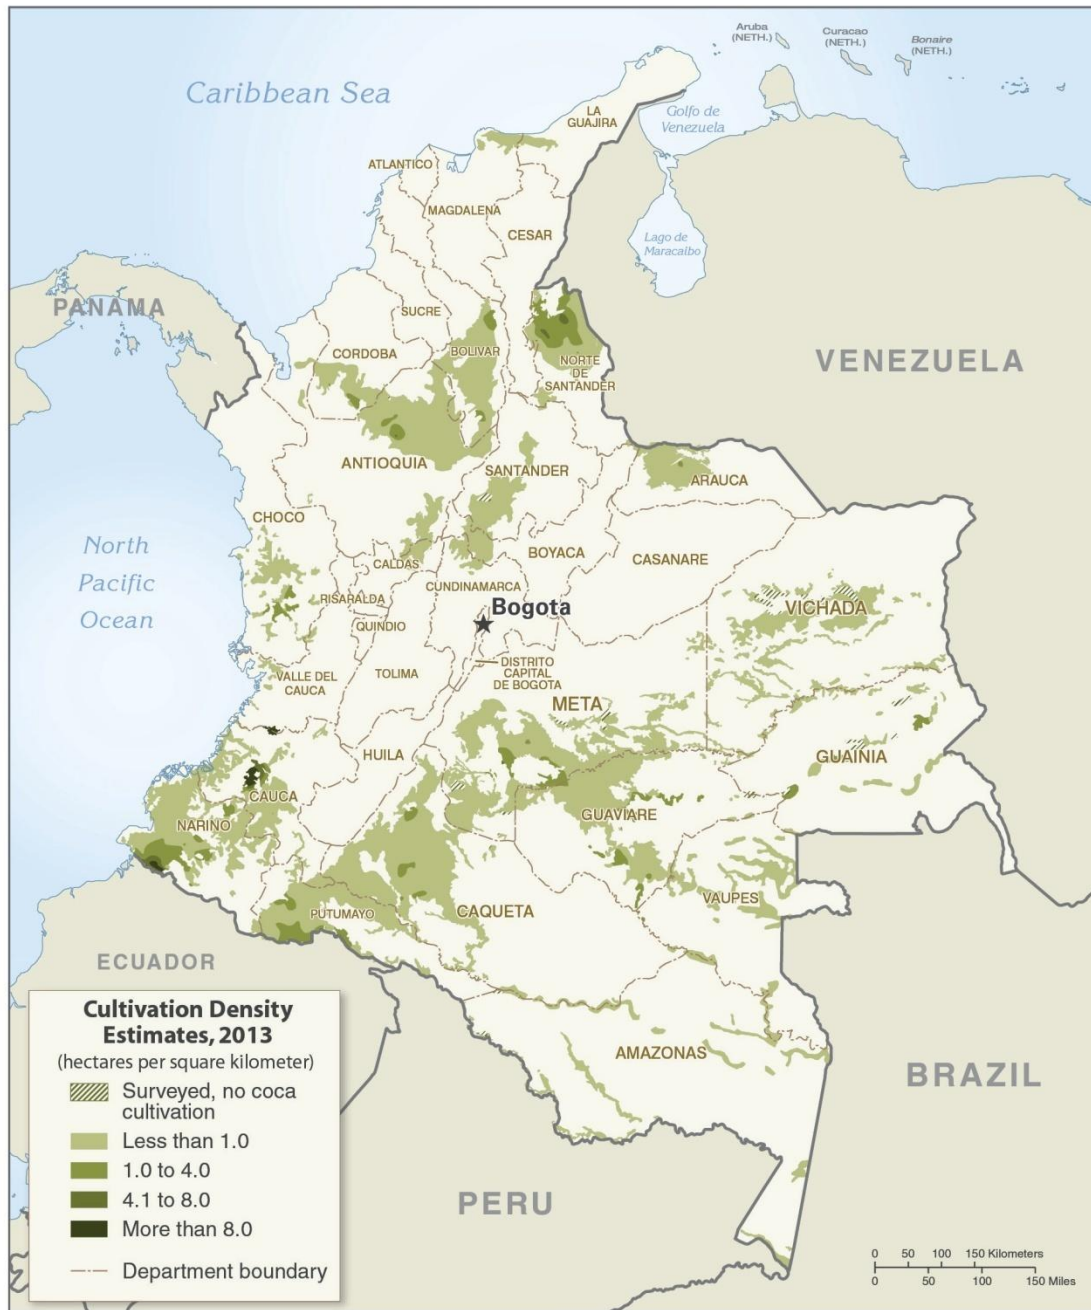 Aruba
(NETH.)
Curacao
(NETH.)
Bonaire
(NETH.)
Caribbean Sea
Golfo de
Venezuela
LA
GUAJIRA
ATLANTICO
MAGDALENA
CESAR
Lago de
Maracaibo
PANAMA
SUCRE
CORDOBA
BOLIVAR
NORTE
DE
SANTANDER
VENEZUELA
ANTIOQUIA
SANTANDER
ARAUCA
CHOCO
North
Pacific
Ocean
BOYACA
CASANARE
CALDAS
CUNDINAMARCA
RISARALDA
Bogota
VICHADA
QUINDIO
TOLIMA
DISTRITO
CAPITAL
DE BOGOTA
VALLE DEL
CAUCA
META
HUILA
GUAINIA
CAUCA
NARIÑO
GUAVIARE
VAUPES
PUTUMAYO
CAQUETA
ECUADOR
AMAZONAS
BRAZIL
PERU
Cultivation Density
Estimates, 2013
(hectares per square kilometer)
Surveyed, no coca
cultivation
Less than 1.0
1.0 to 4.0
4.1 to 8.0
More than 8.0
Department boundary
0 50 100 150 Kilometers
0 50 100 150 Miles